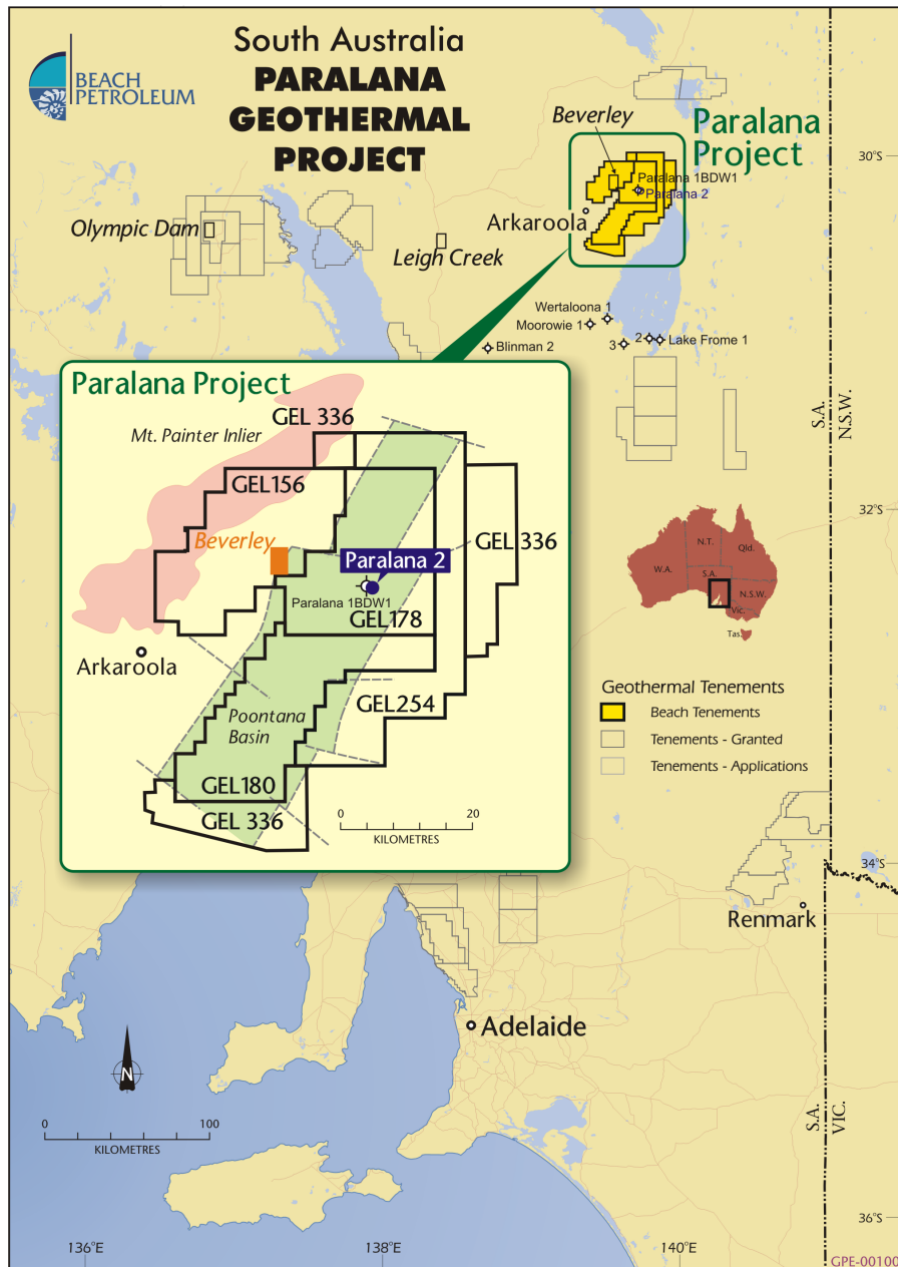 South Australia
PARALANA
GEOTHERMAL
PROJECT
BEACH
PETROLEUM
Beverley
Paralana
Project
30°S
Paralana 1BDW1
Paralana 2
Arkaroola
Olympic Dam
Leigh Creek
Wertaloona 1
Moorowie 1
Blinman 2
3
2
Lake Frome 1
S.A.
N.S.W.
Paralana Project
GEL 336
Mt. Painter Inlier
GEL156
Beverley
GEL 336
Paralana 2
Paralana 1BDW1
GEL178
Arkaroola
GEL254
Poontana
Basin
GEL180
GEL 336
0 20
KILOMETRES
32°S
N.T.
Qld.
W.A.
S.A.
N.S.W.
Vic.
Tas.
Geothermal Tenements
Beach Tenements
Tenements - Granted
Tenements - Applications
34°S
Renmark
Adelaide
N
0 100
KILOMETRES
S.A.
VIC.
36°S
136°E
138°E
140°E
GPE-00100